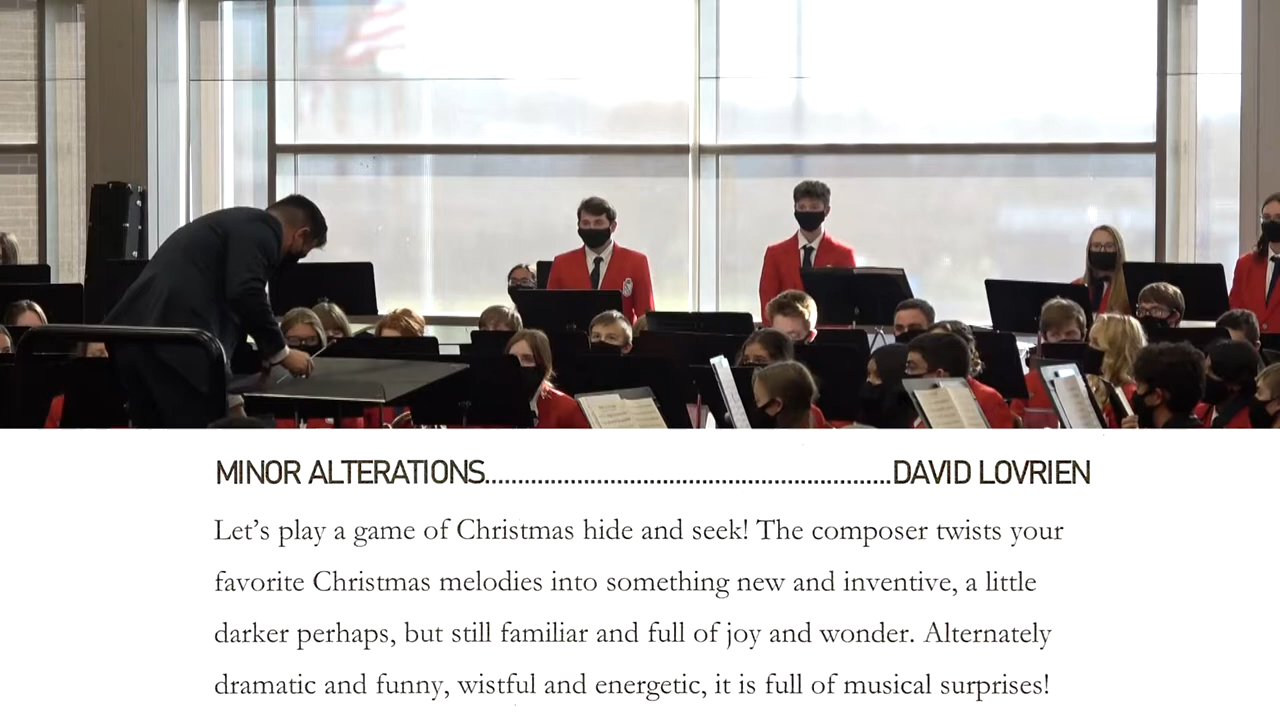 MINOR ALTERATIONS..............................................................DAVID LOVRIEN
Let's play a game of Christmas hide and seek! The composer twists your
favorite Christmas melodies into something new and inventive, a little
darker perhaps, but still familiar and full of joy and wonder. Alternately
dramatic and funny, wistful and energetic, it is full of musical surprises!